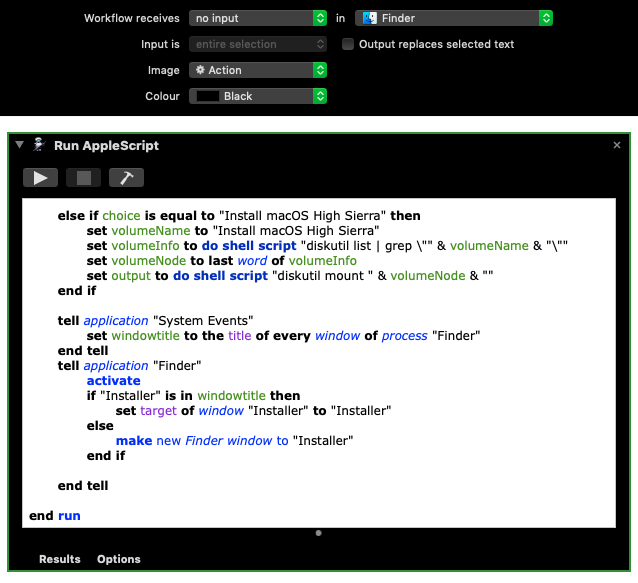 Workflow receives no input in Finder
Input is entire selection Output replaces selected text
Image Action
Colour Black
Run AppleScript
else if choice is equal to "Install macOS High Sierra" then
set volumeName to "Install macOS High Sierra"
set volumeInfo to do shell script "diskutil list | grep \"" & volumeName & "\""
set volumeNode to last word of volumeInfo
set output to do shell script "diskutil mount " & volumeNode & ""
end if
tell application "System Events"
set windowtitle to the title of every window of process "Finder"
end tell
tell application "Finder"
activate
if "Installer" is in windowtitle then
set target of window "Installer" to "Installer"
else
make new Finder window to "Installer"
end if
end tell
end run
Results Options